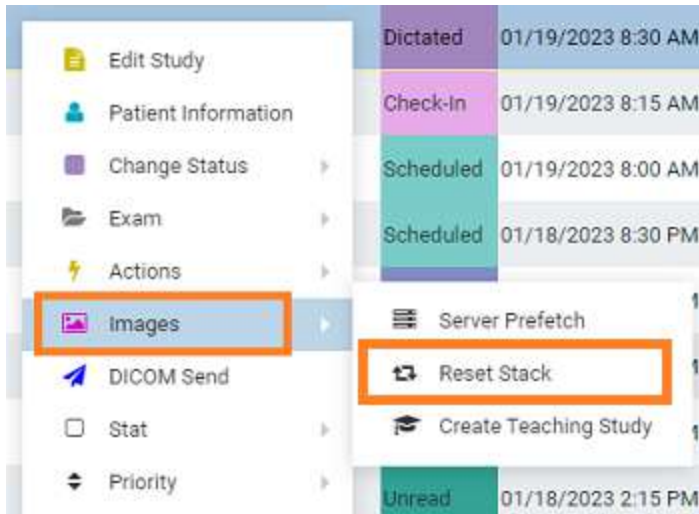 Dictated 01/19/2023 8:30 AM
Edit Study
Patient Information
Check-In 01/19/2023 8:15 AM
Change Status
Scheduled 01/19/2023 8:00 AM
Exam
Scheduled 01/18/2023 8:30 PM
Actions
Images
Server Prefetch
DICOM Send
Reset Stack
Stat
Create Teaching Study
Priority
Unread 01/18/2023 2:15 PM